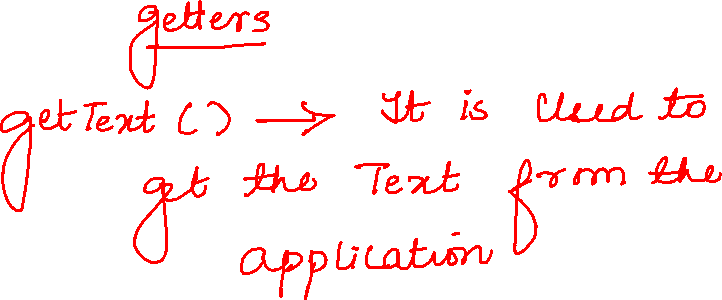 getters
getText () → It is Used to
get the Text from the
application